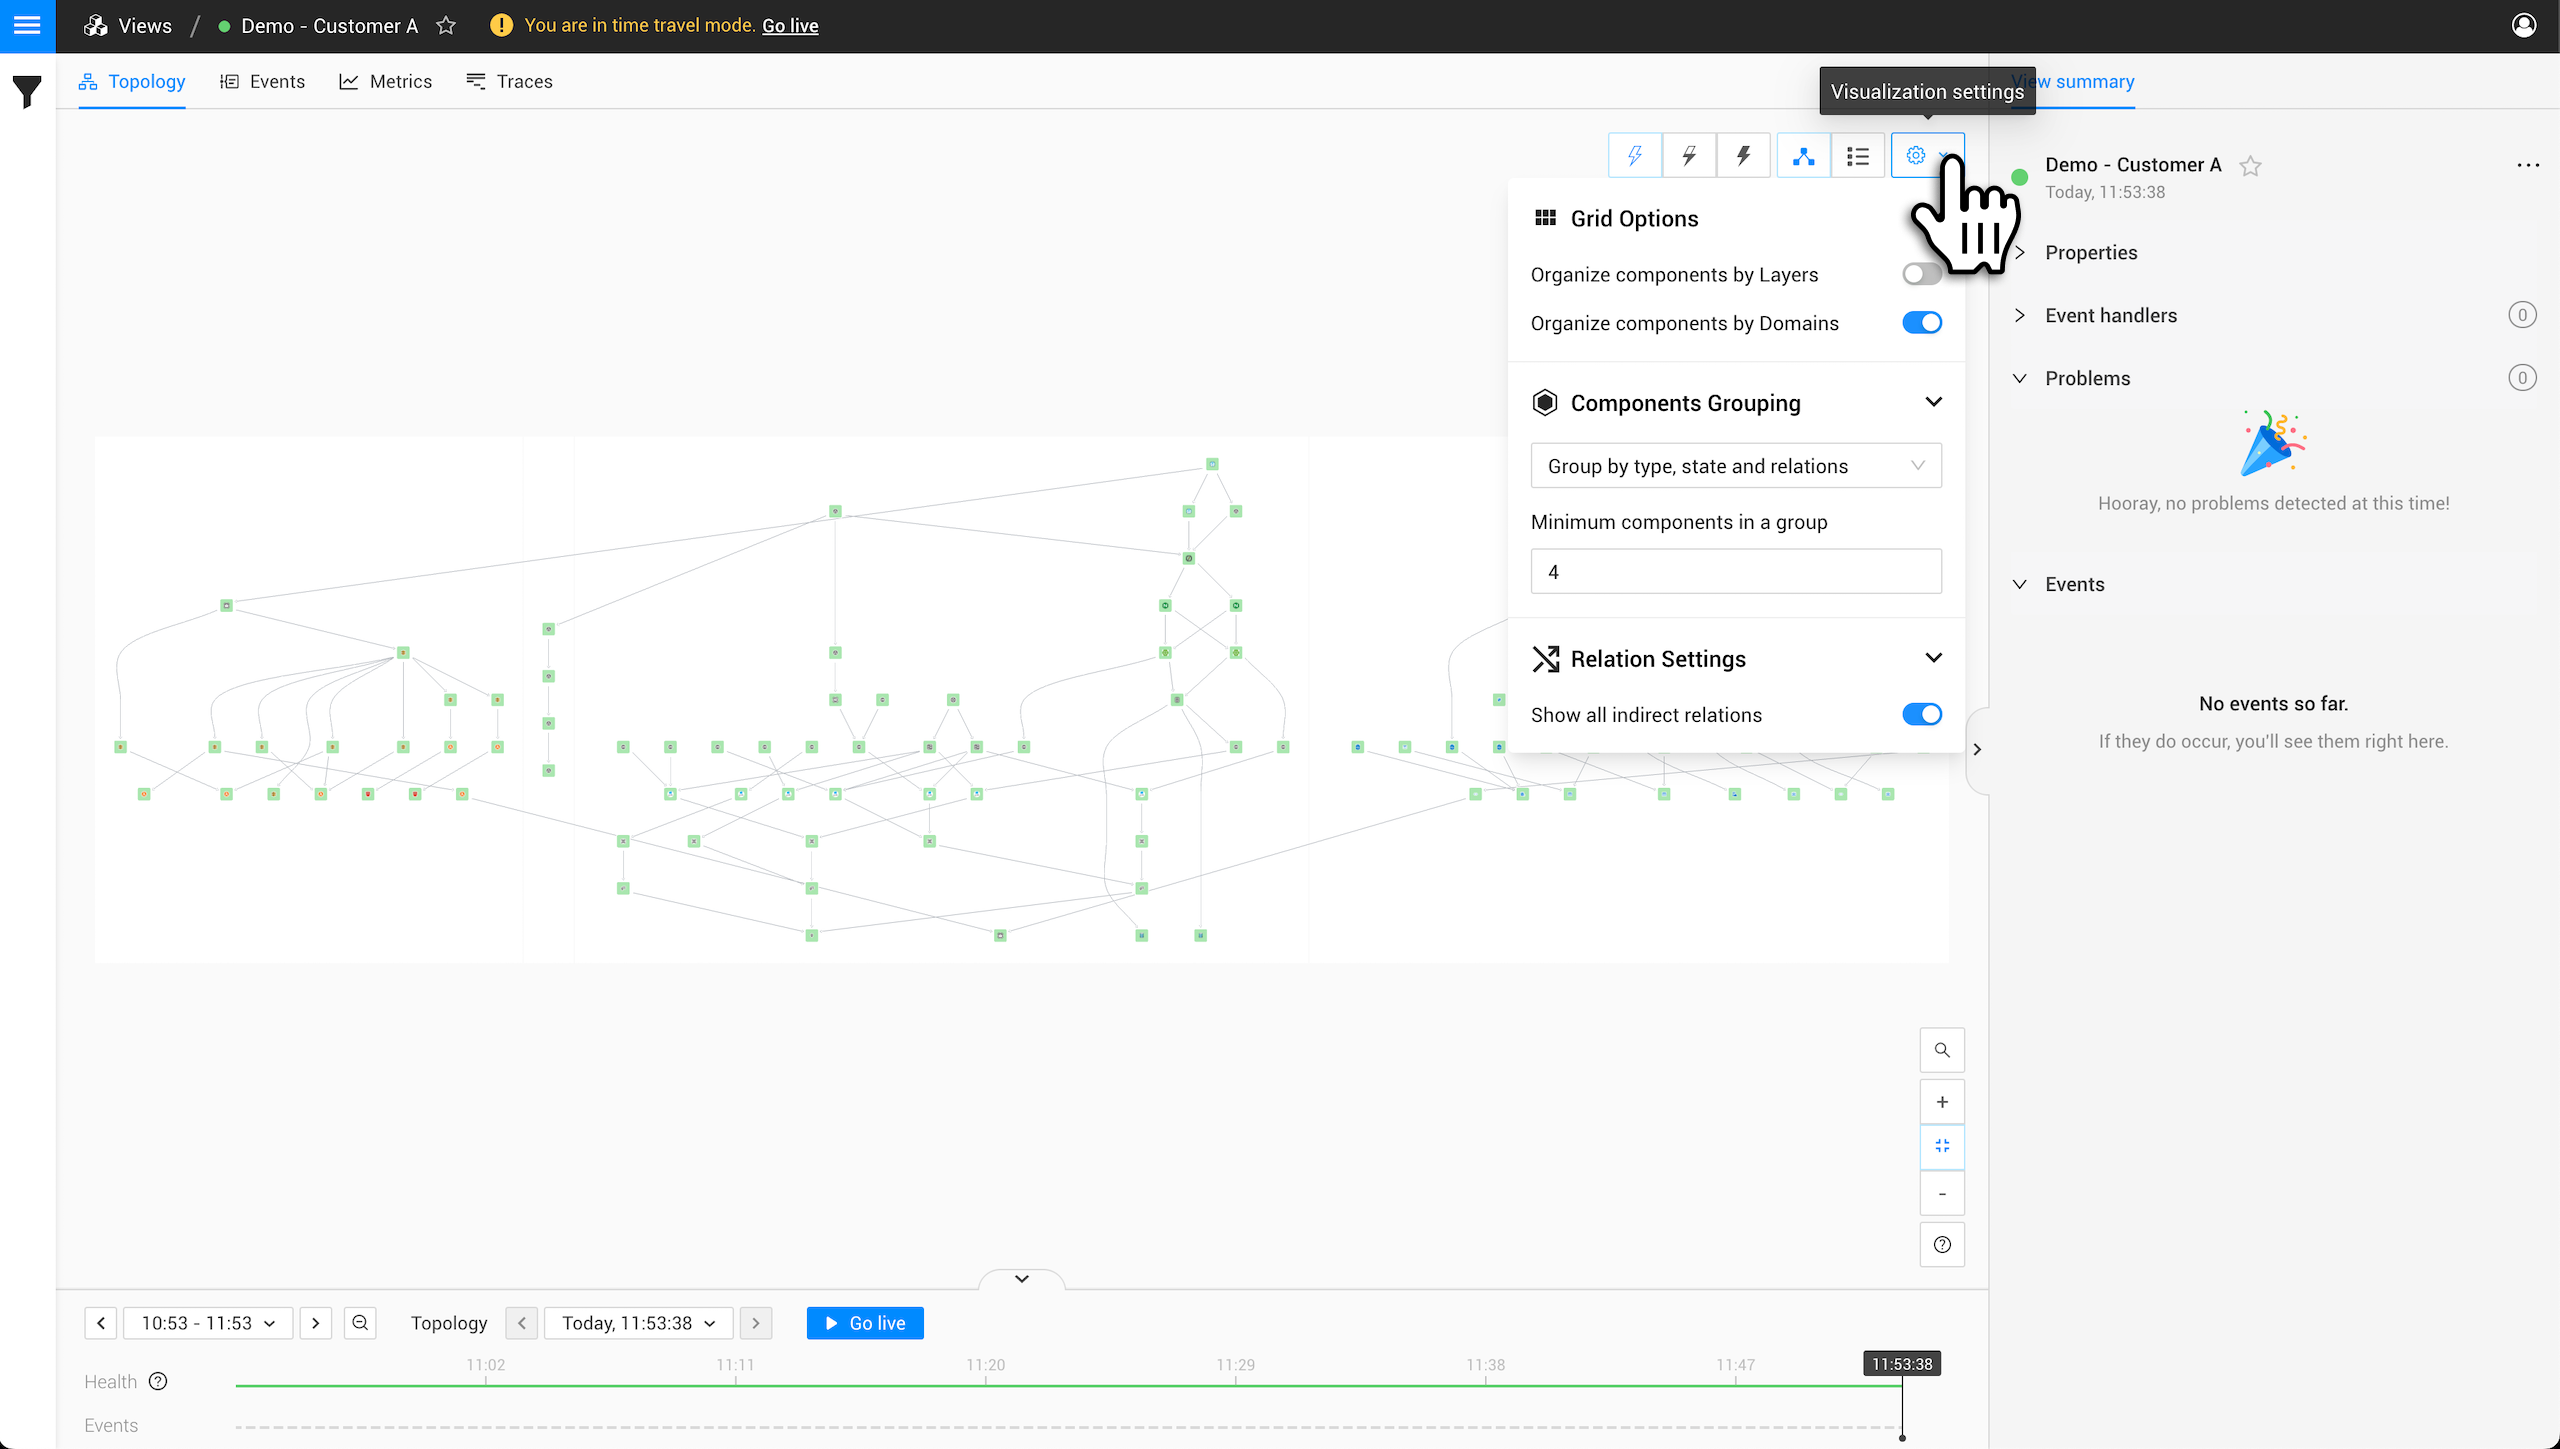 Views / Demo - Customer A You are in time travel mode. Go live
Topology Events Metrics Traces
Visualization settings
View summary
Demo - Customer A
Today, 11:53:38
Grid Options
Organize components by Layers
Organize components by Domains
Components Grouping
Group by type, state and relations
Minimum components in a group
4
Relation Settings
Show all indirect relations
Properties
Event handlers 0
Problems 0
Hooray, no problems detected at this time!
Events
No events so far.
If they do occur, you'll see them right here.
10:53 - 11:53 Topology Today, 11:53:38 Go live
11:02 11:11 11:20 11:29 11:38 11:47 11:53:38
Health
Events